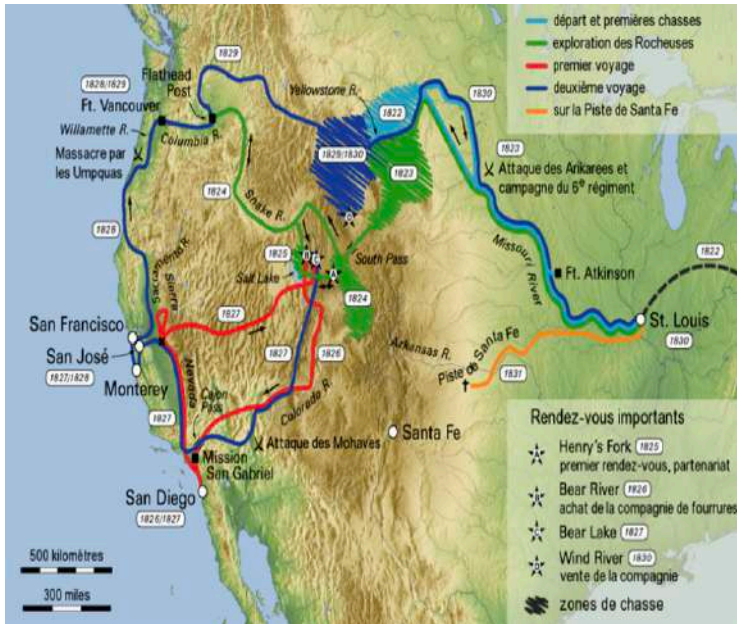 départ et premières chasses
exploration des Rocheuses
premier voyage
deuxième voyage
sur la Piste de Santa Fe
1829
1828/1829
Flathead
Post
Ft. Vancouver
Willamette R.
Columbia R.
Massacre par
les Umpquas
Yellowstone R.
1822
1830
1829/1830
1823
1823
Attaque des Arikarees et
campagne du 6e régiment
1824
Snake R.
1828
1825
Salt Lake
South Pass
1824
Missouri
River
Ft. Atkinson
1822
St. Louis
1830
Sacramento R.
Sierra
Nevada
1827
1827
1826
San Francisco
San José
1827/1828
Monterey
1827
Cajon
Pass
Colorado R.
Arkansas R.
Piste de Santa Fe
1831
Attaque des Mohaves
Santa Fe
Mission
San Gabriel
San Diego
1826/1827
500 kilomètres
300 miles
Rendez-vous importants
Henry's Fork 1825
premier rendez-vous, partenariat
Bear River 1826
achat de la compagnie de fourrures
Bear Lake 1827
Wind River 1830
vente de la compagnie
zones de chasse